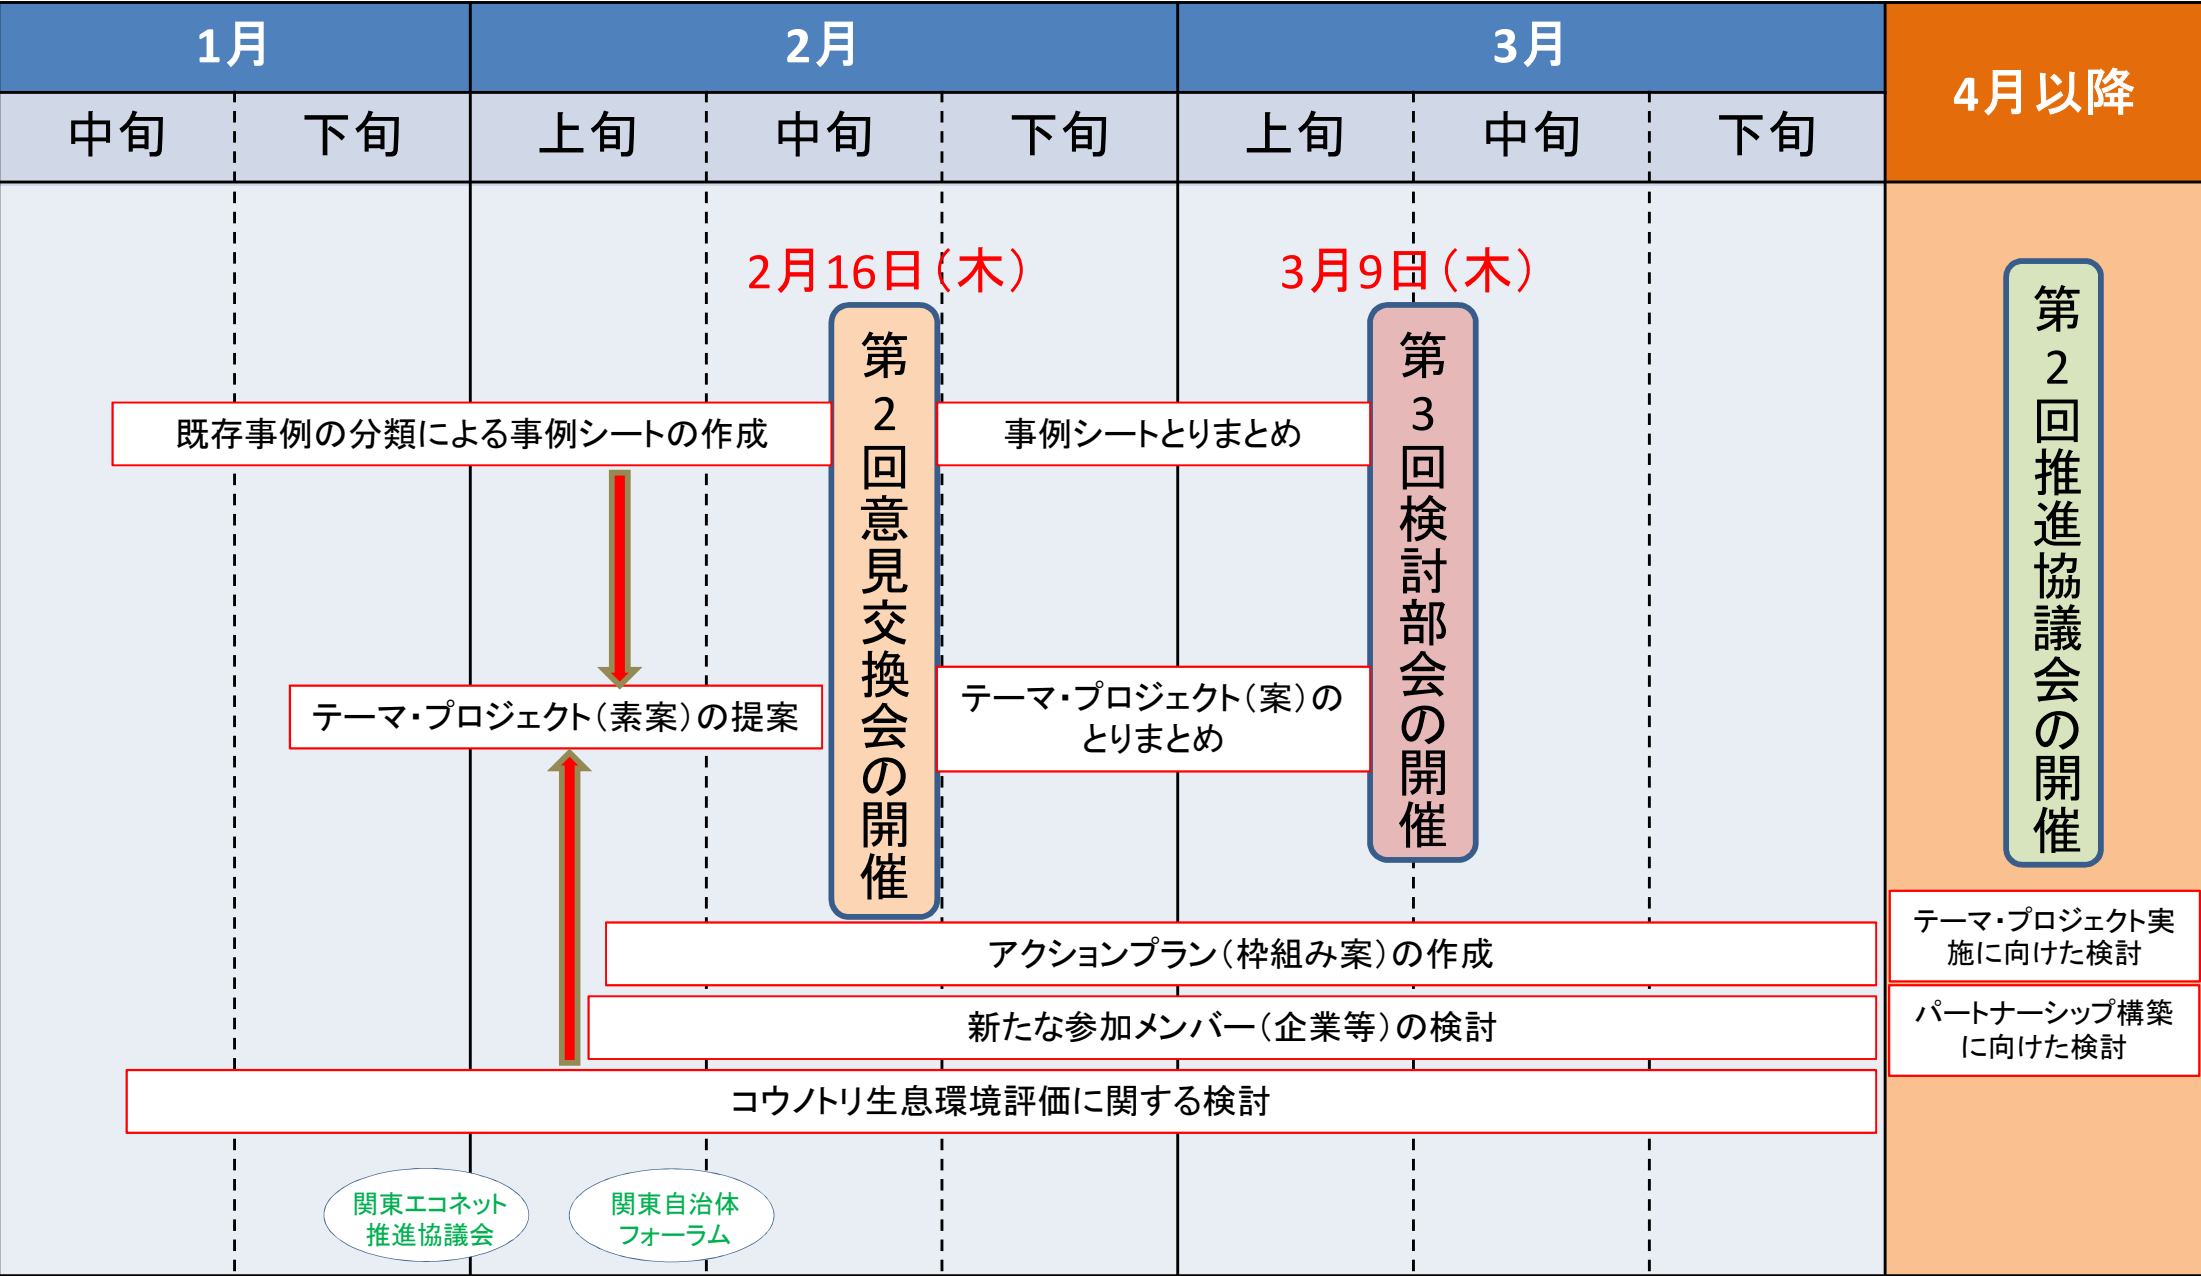 1月
2月
3月
4月以降
中旬
下旬
上旬
中旬
下旬
上旬
中旬
下旬
2月16日（木）
3月9日（木）
第2回意見交換会の開催
第3回検討部会の開催
第2回推進協議会の開催
既存事例の分類による事例シートの作成
事例シートとりまとめ
テーマ・プロジェクト（素案）の提案
テーマ・プロジェクト（案）の
とりまとめ
アクションプラン（枠組み案）の作成
テーマ・プロジェクト実
施に向けた検討
新たな参加メンバー（企業等）の検討
パートナーシップ構築
に向けた検討
コウノトリ生息環境評価に関する検討
関東エコネット
推進協議会
関東自治体
フォーラム